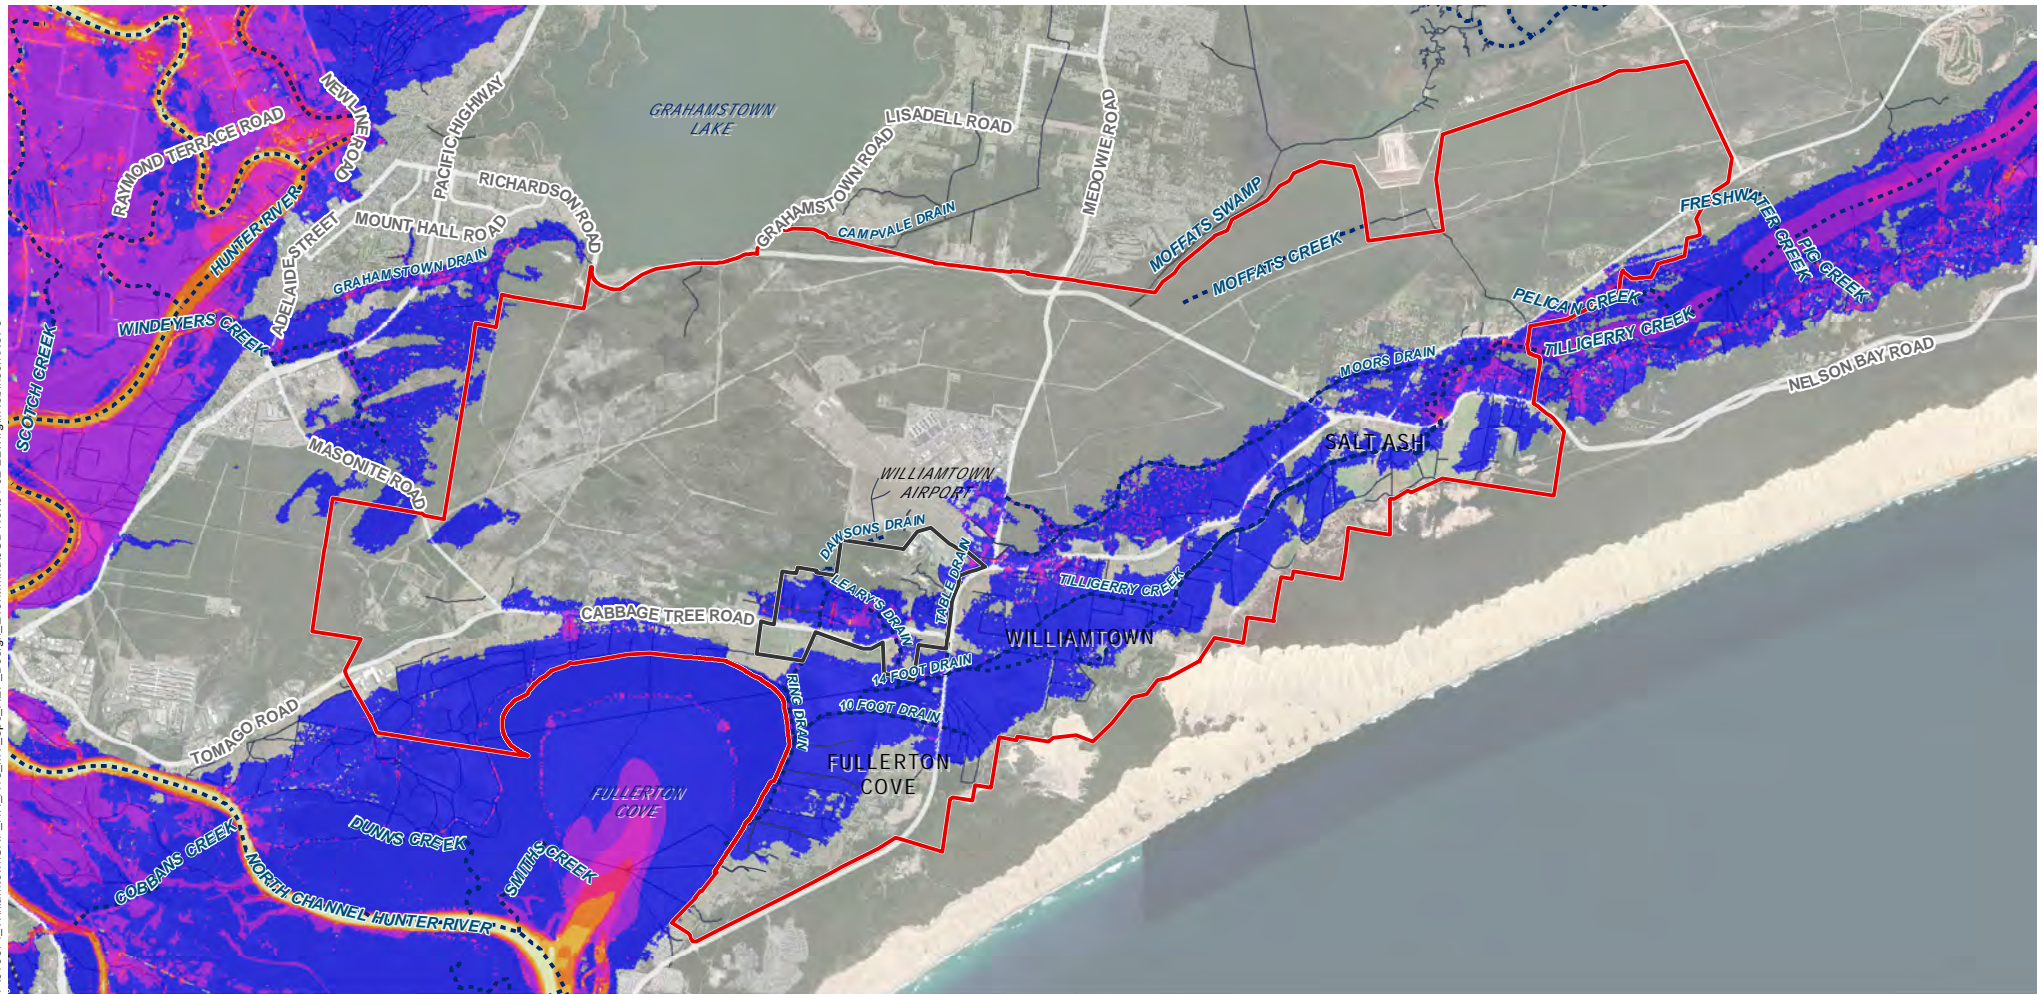 NEWLINE ROAD
PACIFIC HIGHWAY
RAYMOND TERRACE ROAD
GRAHAMSTOWN
LAKE
LISADELL ROAD
MEDOWIE ROAD
GRAHAMSTOWN ROAD
RICHARDSON ROAD
MOUNT HALL ROAD
ADELAIDE STREET
HUNTER RIVER
GRAHAMSTOWN DRAIN
CAMPVALE DRAIN
MOFFATS SWAMP
MOFFATS CREEK
FRESHWATER CREEK
PIG CREEK
PELICAN CREEK
TILLIGERRY CREEK
NELSON BAY ROAD
WINDEYERS CREEK
SCOTCH CREEK
MOORS DRAIN
SALT ASH
MASONITE ROAD
WILLIAMTOWN
AIRPORT
DAWSONS DRAIN
LEARY'S DRAIN
TABLE DRAIN
TILLIGERRY CREEK
CABBAGE TREE ROAD
WILLIAMTOWN
14 FOOT DRAIN
10 FOOT DRAIN
RING DRAIN
TOMAGO ROAD
FULLERTON
COVE
FULLERTON
COVE
DUNNS CREEK
SMITHS CREEK
COBBANS CREEK
NORTH CHANNEL HUNTER RIVER